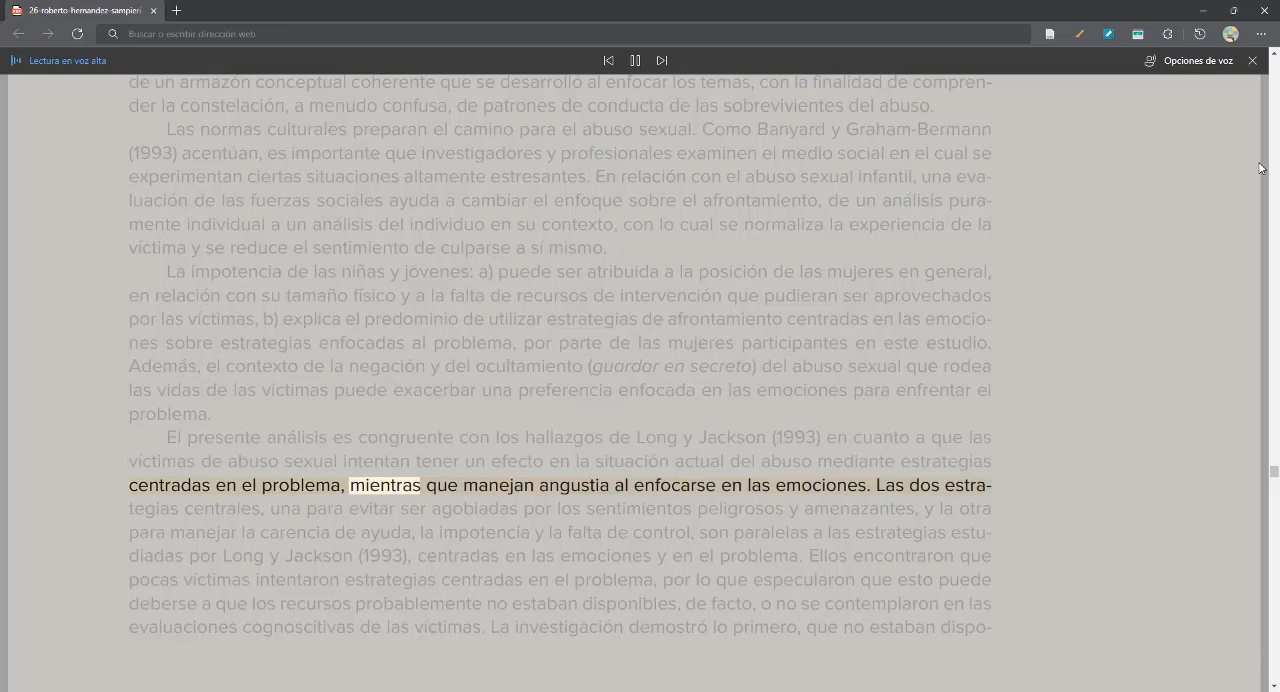 26-roberto-hernandez-sampieri
Buscar o escribir dirección web
Lectura en voz alta
Opciones de voz
de un armazón conceptual coherente que se desarrolló al enfocar los temas, con la finalidad de compren-
der la constelación, a menudo confusa, de patrones de conducta de las sobrevivientes del abuso.
Las normas culturales preparan el camino para el abuso sexual. Como Banyard y Graham-Bermann
(1993) acentúan, es importante que investigadores y profesionales examinen el medio social en el cual se
experimentan ciertas situaciones altamente estresantes. En relación con el abuso sexual infantil, una eva-
luación de las fuerzas sociales ayuda a cambiar el enfoque sobre el afrontamiento, de un análisis pura-
mente individual a un análisis del individuo en su contexto, con lo cual se normaliza la experiencia de la
víctima y se reduce el sentimiento de culparse a sí mismo.
La impotencia de las niñas y jóvenes: a) puede ser atribuida a la posición de las mujeres en general,
en relación con su tamaño físico y a la falta de recursos de intervención que pudieran ser aprovechados
por las víctimas, b) explica el predominio de utilizar estrategias de afrontamiento centradas en las emocio-
nes sobre estrategias enfocadas al problema, por parte de las mujeres participantes en este estudio.
Además, el contexto de la negación y del ocultamiento (guardar en secreto) del abuso sexual que rodea
las vidas de las víctimas puede exacerbar una preferencia enfocada en las emociones para enfrentar el
problema.
El presente análisis es congruente con los hallazgos de Long y Jackson (1993) en cuanto a que las
víctimas de abuso sexual intentan tener un efecto en la situación actual del abuso mediante estrategias
centradas en el problema, mientras que manejan angustia al enfocarse en las emociones. Las dos estra-
tegias centrales, una para evitar ser agobiadas por los sentimientos peligrosos y amenazantes, y la otra
para manejar la carencia de ayuda, la impotencia y la falta de control, son paralelas a las estrategias estu-
diadas por Long y Jackson (1993), centradas en las emociones y en el problema. Ellos encontraron que
pocas víctimas intentaron estrategias centradas en el problema, por lo que especularon que esto puede
deberse a que los recursos probablemente no estaban disponibles, de facto, o no se contemplaron en las
evaluaciones cognoscitivas de las víctimas. La investigación demostró lo primero, que no estaban dispo-